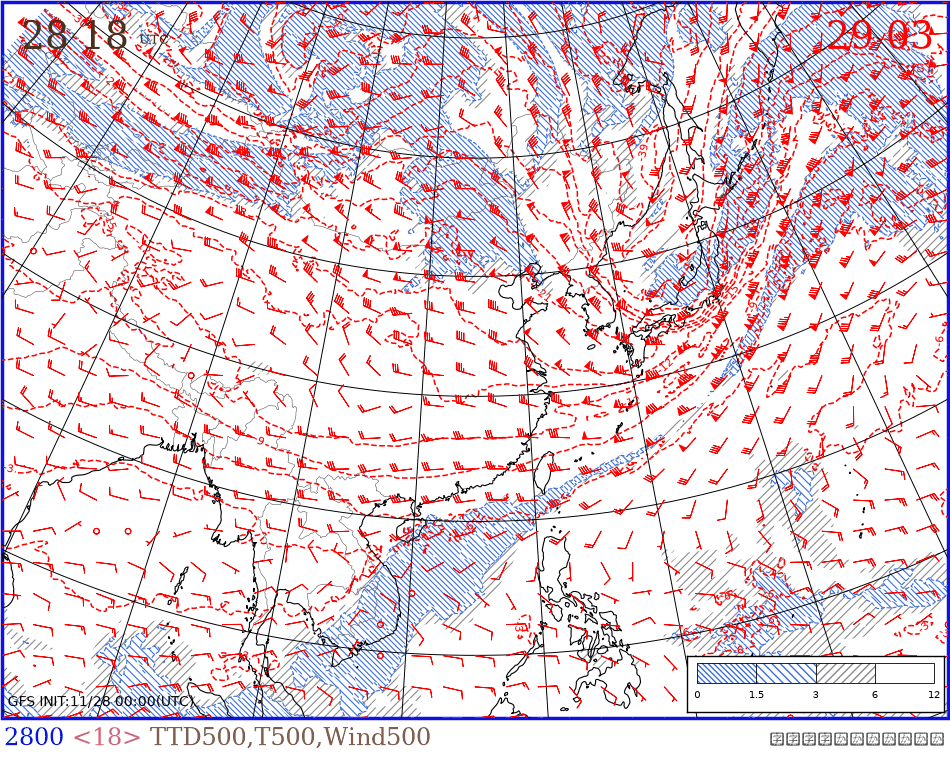 28 18 UTC
29.03
GFS INIT:11/28 00:00(UTC)
0 1.5 3 6 12
2800 <18> TTD500,T500,Wind500